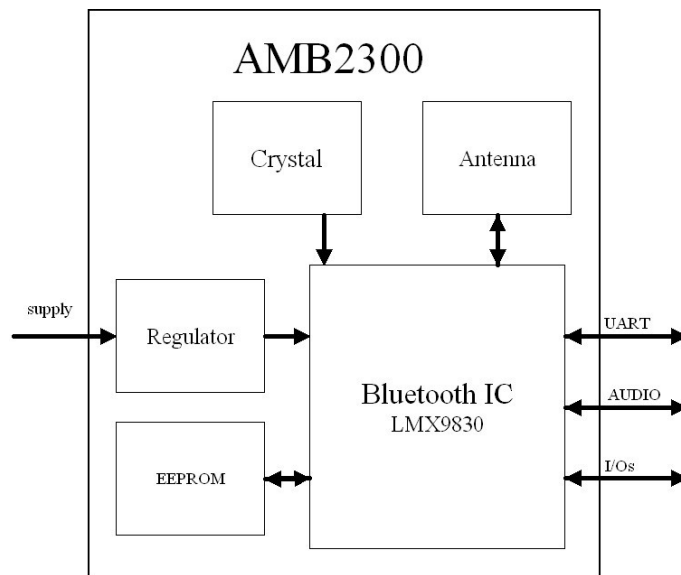 AMB2300
Crystal
Antenna
supply
Regulator
UART
Bluetooth IC
LMX9830
AUDIO
EEPROM
I/Os